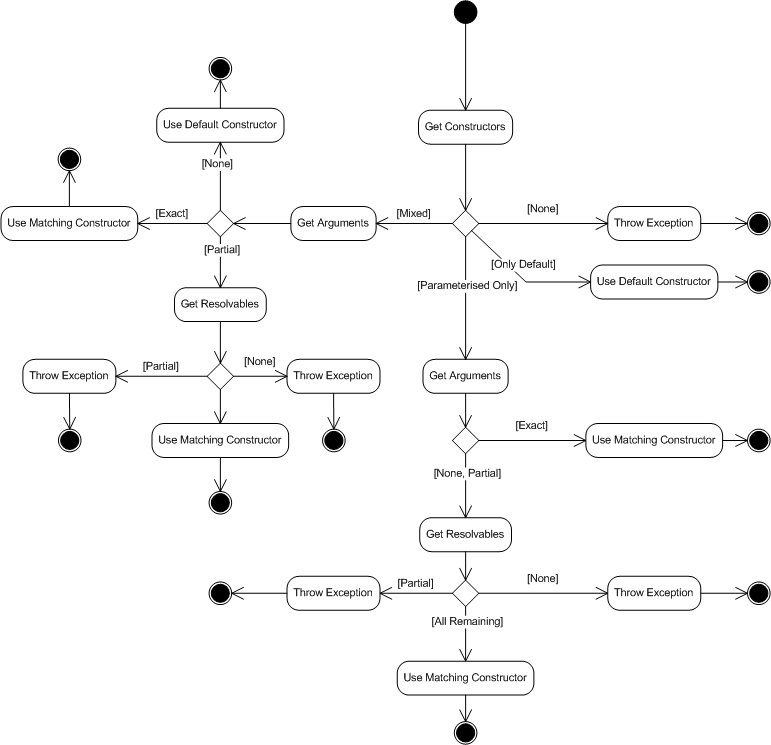 Use Default Constructor
Get Constructors
[None]
Use Matching Constructor
[Exact]
Get Arguments
[Mixed]
[None]
Throw Exception
[Partial]
[Only Default]
Use Default Constructor
[Parameterised Only]
Get Resolvables
Throw Exception
[Partial]
[None]
Throw Exception
Get Arguments
Use Matching Constructor
[Exact]
Use Matching Constructor
[None, Partial]
Get Resolvables
Throw Exception
[Partial]
[None]
Throw Exception
[All Remaining]
Use Matching Constructor